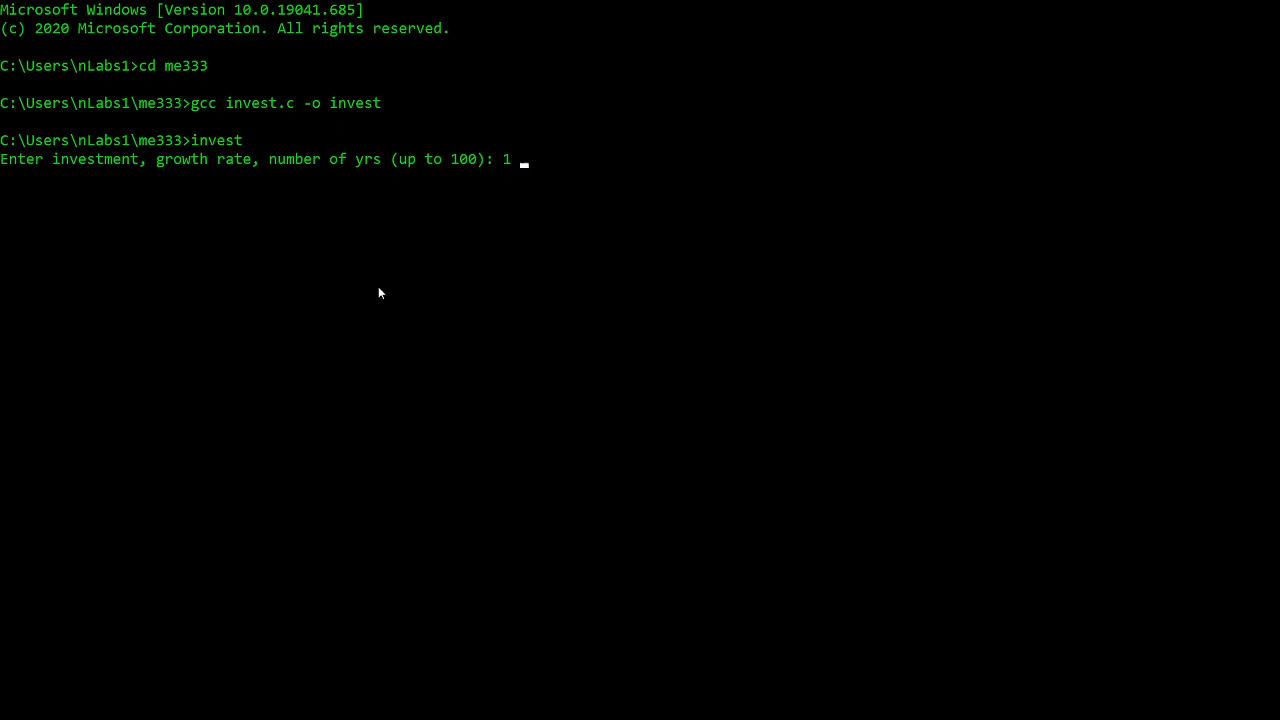 Microsoft Windows [Version 10.0.19041.685]
(c) 2020 Microsoft Corporation. All rights reserved.
C:\Users\nLabs1>cd me333
C:\Users\nLabs1\me333>gcc invest.c -o invest
C:\Users\nLabs1\me333>invest
Enter investment, growth rate, number of yrs (up to 100): 1